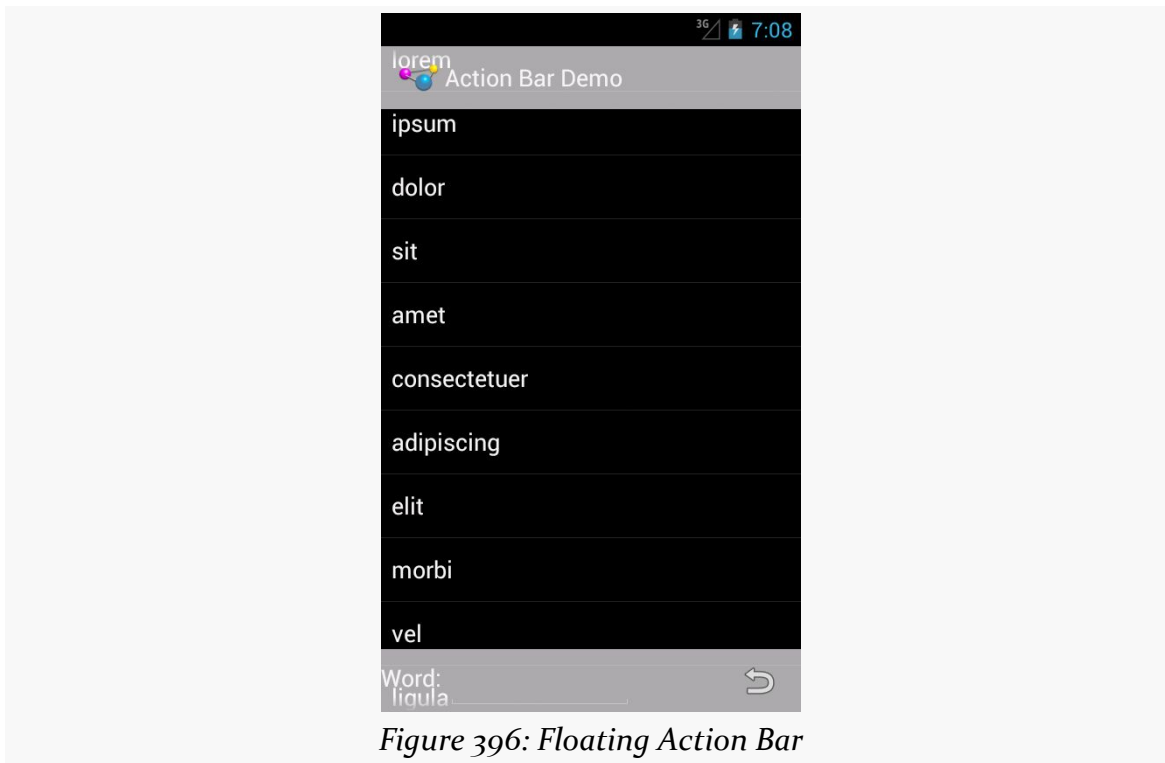 3G 7:08
lorem
Action Bar Demo
ipsum
dolor
sit
amet
consectetuer
adipiscing
elit
morbi
vel
Word:
ligula
Figure 396: Floating Action Bar